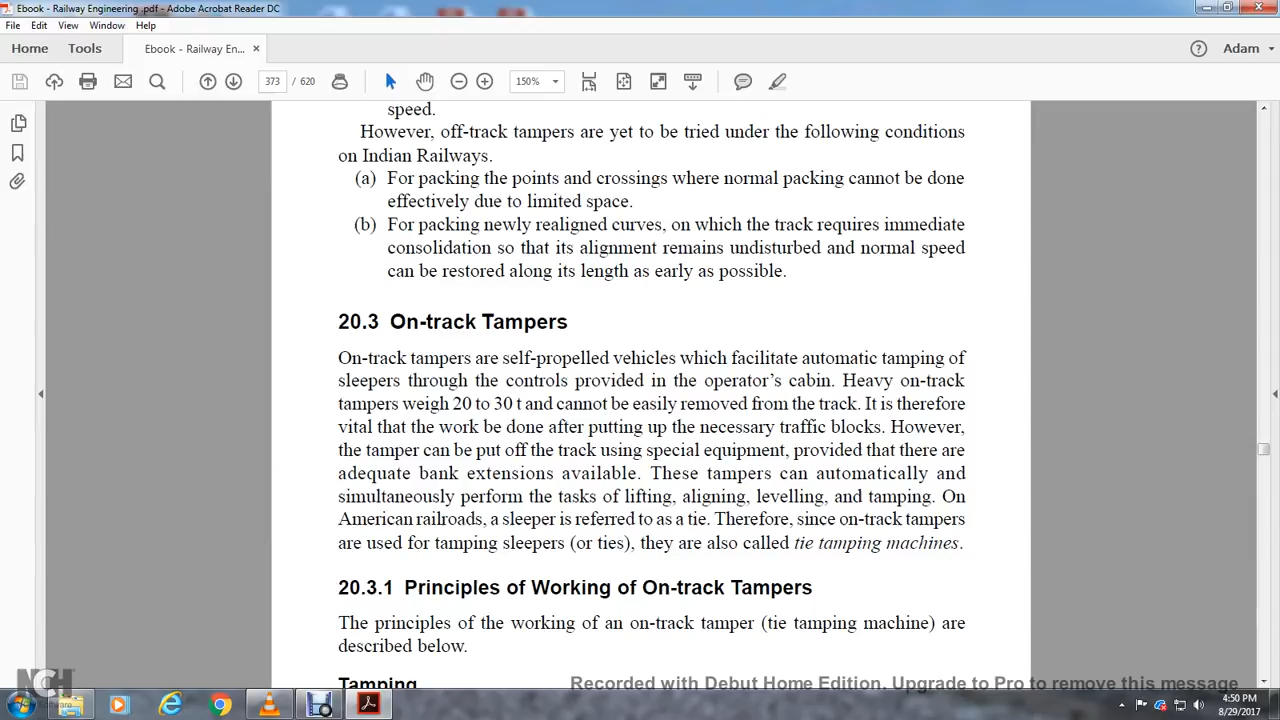 Ebook - Railway Engineering .pdf - Adobe Acrobat Reader DC
File Edit View Window Help
Home Tools Ebook - Railway En... × Adam
373 / 620 150%
speed.
However, off-track tampers are yet to be tried under the following conditions
on Indian Railways.
(a) For packing the points and crossings where normal packing cannot be done
effectively due to limited space.
(b) For packing newly realigned curves, on which the track requires immediate
consolidation so that its alignment remains undisturbed and normal speed
can be restored along its length as early as possible.
20.3 On-track Tampers
On-track tampers are self-propelled vehicles which facilitate automatic tamping of
sleepers through the controls provided in the operator's cabin. Heavy on-track
tampers weigh 20 to 30 t and cannot be easily removed from the track. It is therefore
vital that the work be done after putting up the necessary traffic blocks. However,
the tamper can be put off the track using special equipment, provided that there are
adequate bank extensions available. These tampers can automatically and
simultaneously perform the tasks of lifting, aligning, levelling, and tamping. On
American railroads, a sleeper is referred to as a tie. Therefore, since on-track tampers
are used for tamping sleepers (or ties), they are also called tie tamping machines.
20.3.1 Principles of Working of On-track Tampers
The principles of the working of an on-track tamper (tie tamping machine) are
described below.
Tamping
Recorded with Debut Home Edition. Upgrade to Pro to remove this message
NCH
Software
4:50 PM
8/29/2017